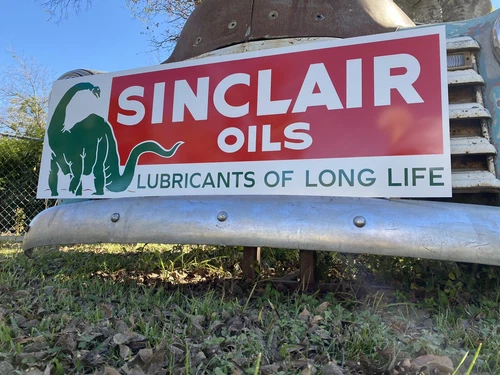 SINCLAIR
OILS
LUBRICANTS OF LONG LIFE